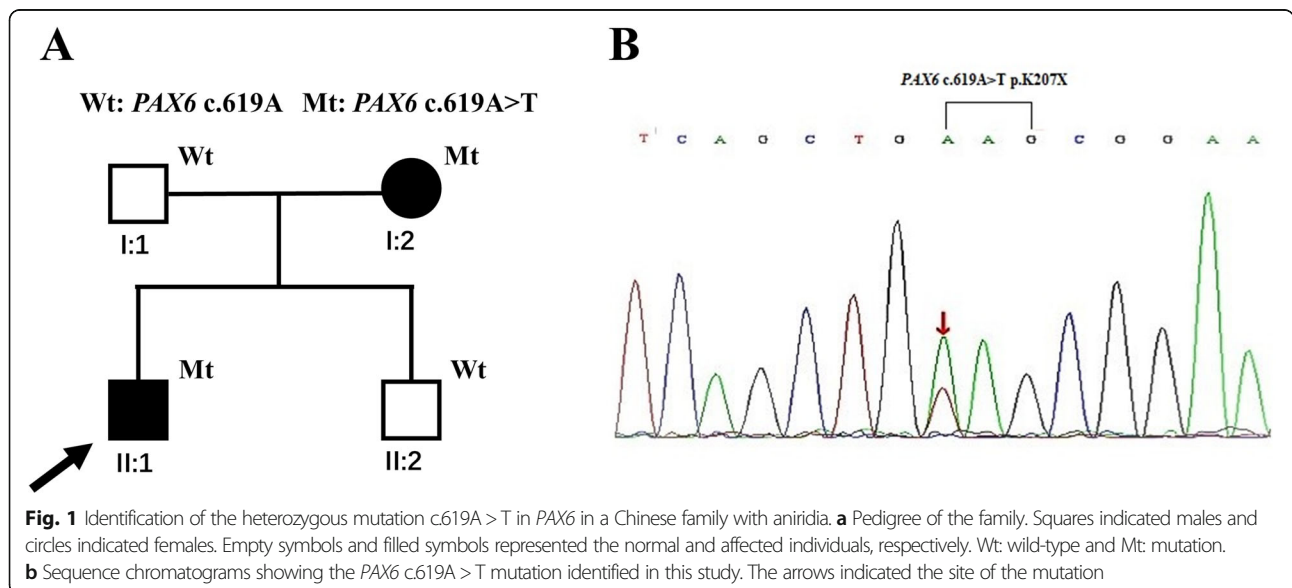 A
B
Wt: PAX6 c.619A Mt: PAX6 c.619A>T
PAX6 c.619A>T p.K207X
T C A G C T G A A G C G G A A
Wt
Mt
I:1
I:2
Mt
Wt
II:1
II:2
Fig. 1 Identification of the heterozygous mutation c.619A > T in PAX6 in a Chinese family with aniridia. a Pedigree of the family. Squares indicated males and
circles indicated females. Empty symbols and filled symbols represented the normal and affected individuals, respectively. Wt: wild-type and Mt: mutation.
b Sequence chromatograms showing the PAX6 c.619A > T mutation identified in this study. The arrows indicated the site of the mutation